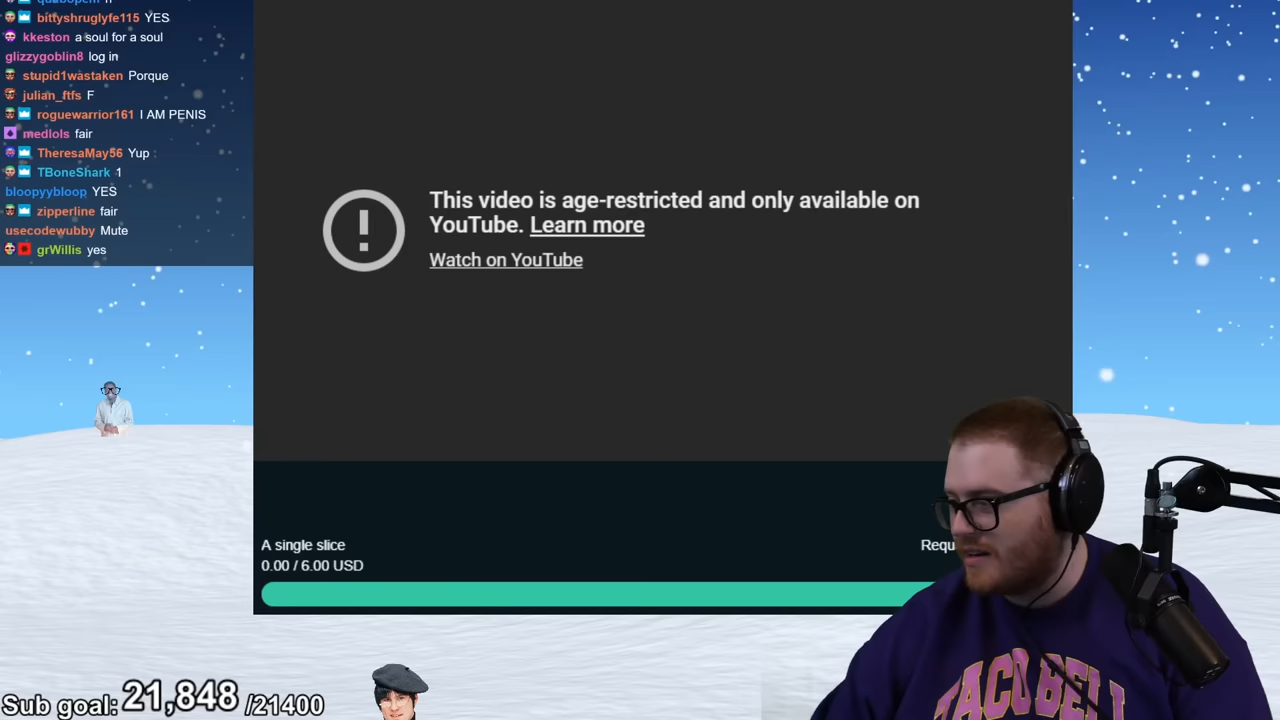 bittyshruglyfe115 YES
kkeston a soul for a soul
glizzygoblin8 log in
stupid1wastaken Porque
julian_ftfs F
roguewarrior161 I AM PENIS
medlols fair
TheresaMay56 Yup
TBoneShark 1
bloopyybloop YES
zipperline fair
usecodewubby Mute
grWillis yes
This video is age-restricted and only available on
YouTube. Learn more
Watch on YouTube
A single slice
0.00 / 6.00 USD
Requ
TACO BELL
Sub goal: 21,848 /21400